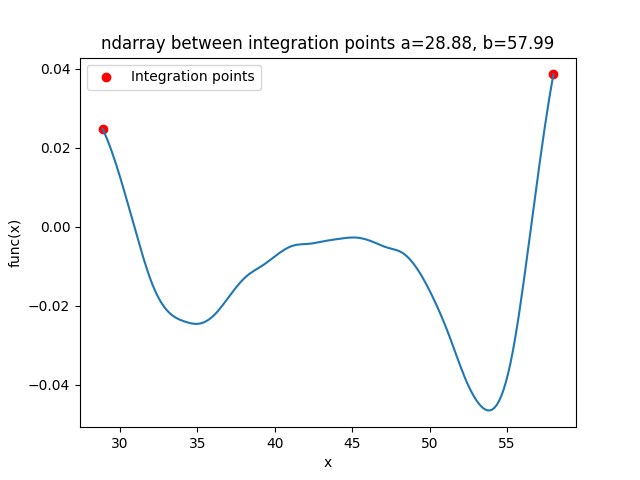 ndarray between integration points a=28.88, b=57.99
Integration points
0.04
0.02
0.00
−0.02
−0.04
func(x)
30 35 40 45 50 55
x